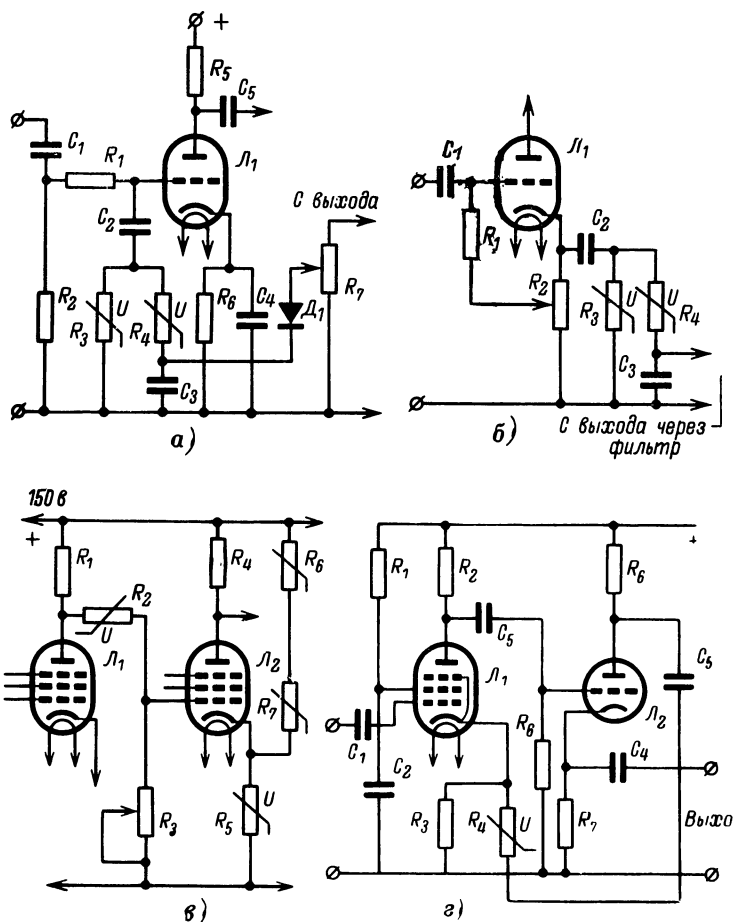 +
R5
C5
C1
R1
Л1
C2
С выхода
R2
R3
U
U
R4
R6
C4
Д1
R7
C3
а)
C1
Л1
C2
R1
R2
R3
U
U
R4
C3
б)
С выхода через
фильтр
150 в
+
R1
R2
U
Л1
R4
R6
Л2
R7
R3
R5
U
в)
+
R1
R2
R6
C5
Л1
C5
Л2
C1
C2
R6
C4
R3
R4
U
R7
Выхо
г)